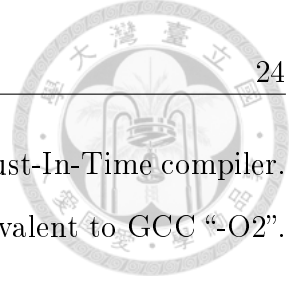 24
ust-In-Time compiler.
valent to GCC “-O2”.